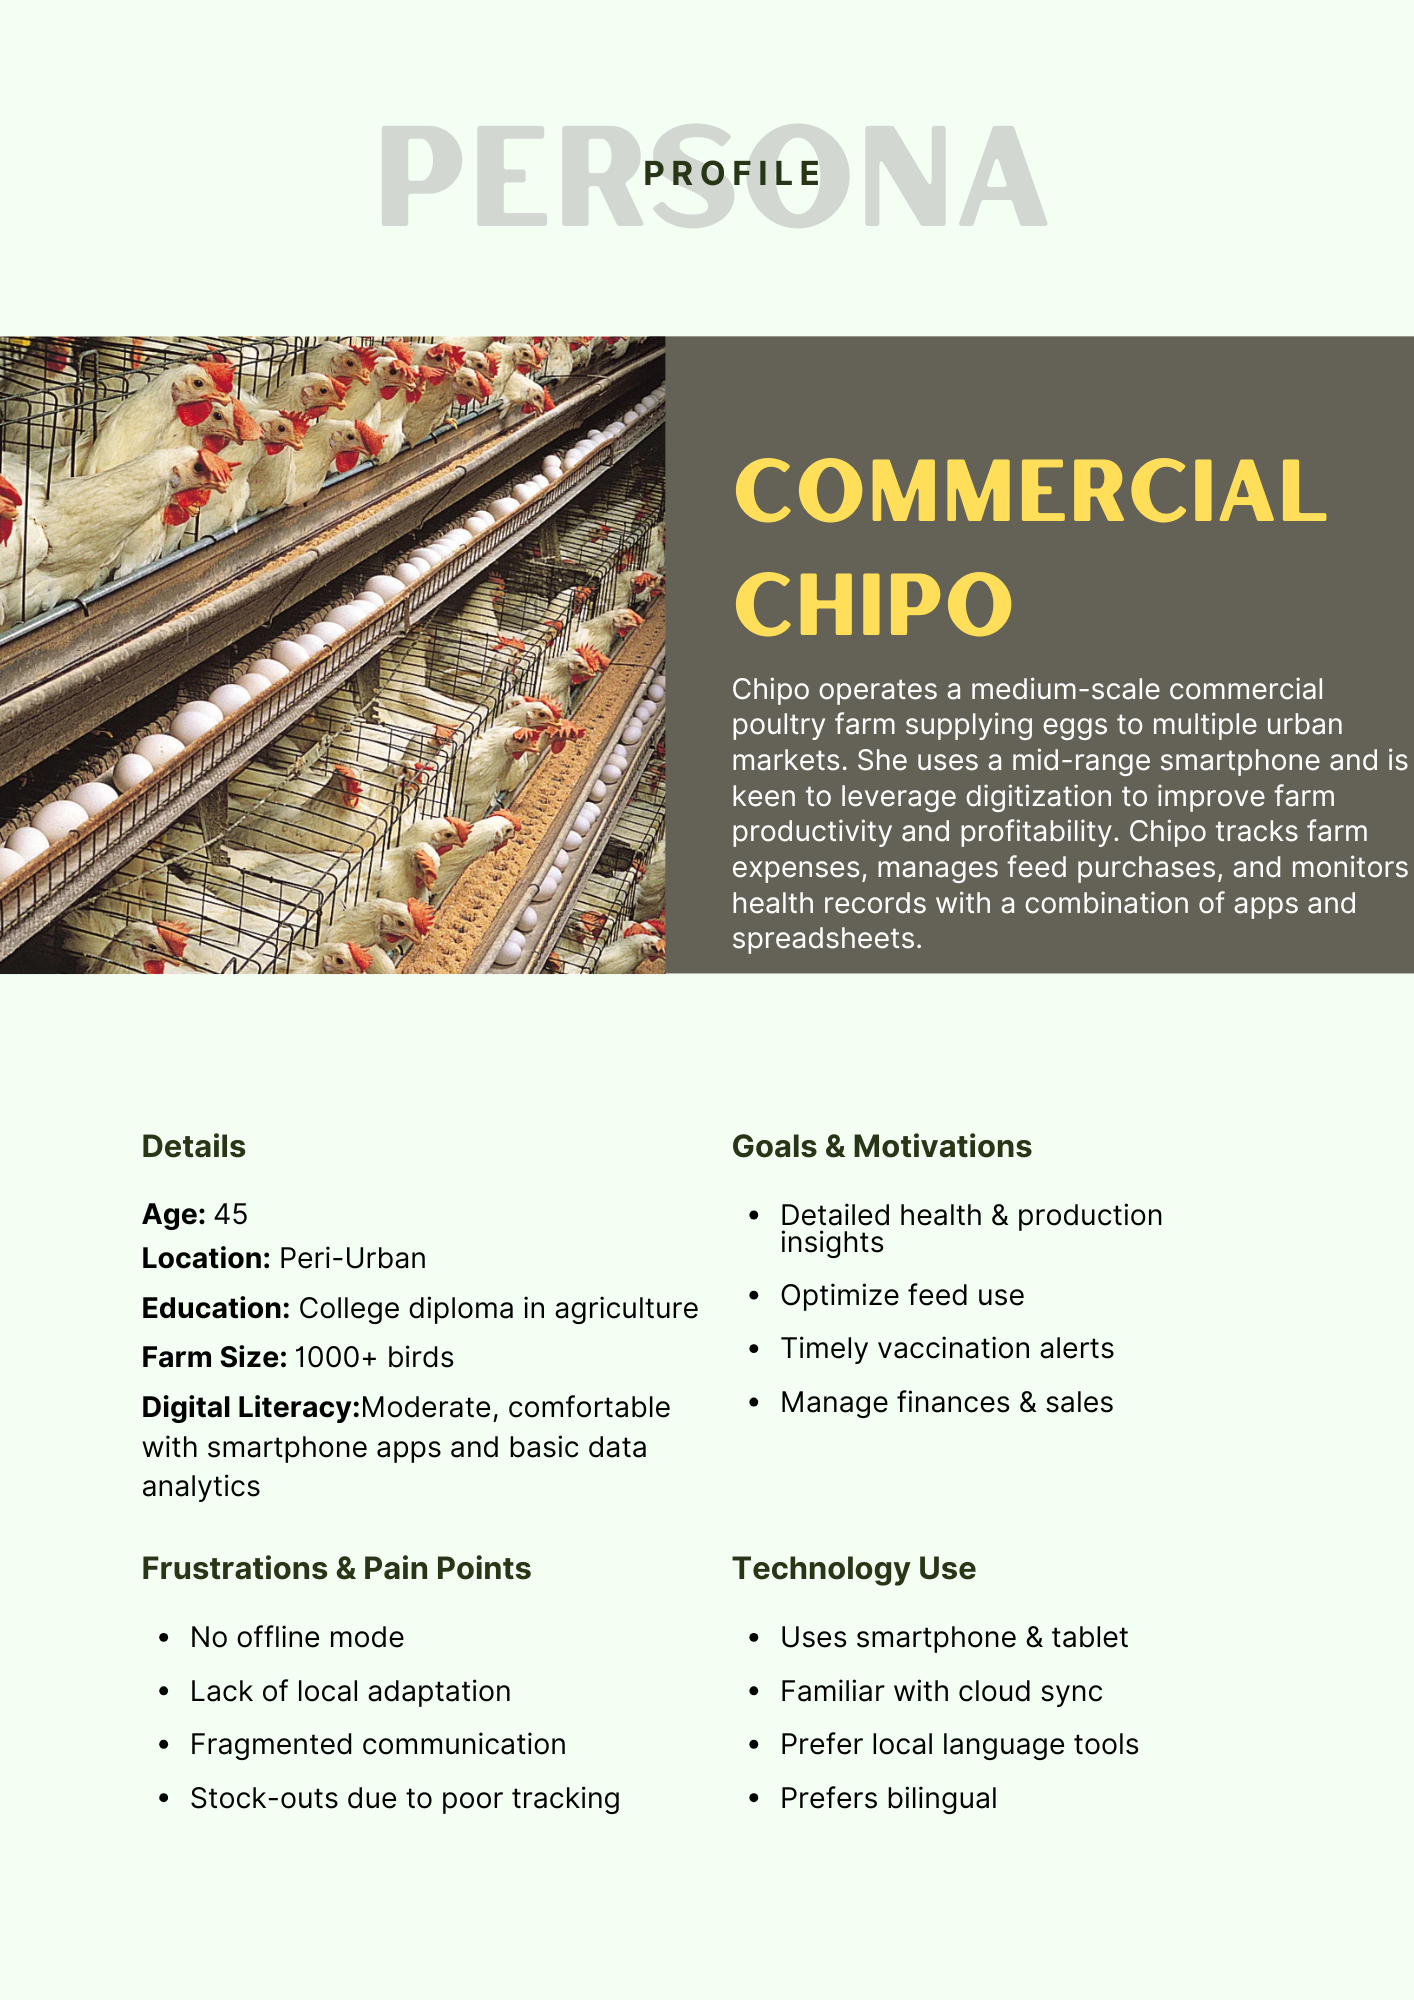 PERSONA
PROFILE
COMMERCIAL
CHIPO
Chipo operates a medium-scale commercial
poultry farm supplying eggs to multiple urban
markets. She uses a mid-range smartphone and is
keen to leverage digitization to improve farm
productivity and profitability. Chipo tracks farm
expenses, manages feed purchases, and monitors
health records with a combination of apps and
spreadsheets.
Details
Age: 45
Location: Peri-Urban
Education: College diploma in agriculture
Farm Size: 1000+ birds
Digital Literacy:Moderate, comfortable
with smartphone apps and basic data
analytics
Goals & Motivations
• Detailed health & production
insights
• Optimize feed use
• Timely vaccination alerts
• Manage finances & sales
Frustrations & Pain Points
• No offline mode
• Lack of local adaptation
• Fragmented communication
• Stock-outs due to poor tracking
Technology Use
• Uses smartphone & tablet
• Familiar with cloud sync
• Prefer local language tools
• Prefers bilingual